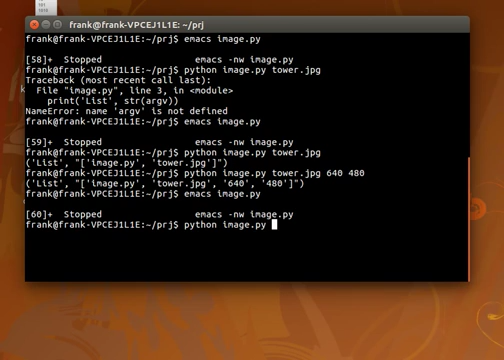 frank@frank-VPCEJ1L1E: ~/prj
frank@frank-VPCEJ1L1E:~/prj$ emacs image.py
[58]+  Stopped                 emacs -nw image.py
frank@frank-VPCEJ1L1E:~/prj$ python image.py tower.jpg
Traceback (most recent call last):
  File "image.py", line 3, in <module>
    print('List', str(argv))
NameError: name 'argv' is not defined
frank@frank-VPCEJ1L1E:~/prj$ emacs image.py
[59]+  Stopped                 emacs -nw image.py
frank@frank-VPCEJ1L1E:~/prj$ python image.py tower.jpg
('List', "['image.py', 'tower.jpg']")
frank@frank-VPCEJ1L1E:~/prj$ python image.py tower.jpg 640 480
('List', "['image.py', 'tower.jpg', '640', '480']")
frank@frank-VPCEJ1L1E:~/prj$ emacs image.py
[60]+  Stopped                 emacs -nw image.py
frank@frank-VPCEJ1L1E:~/prj$ python image.py